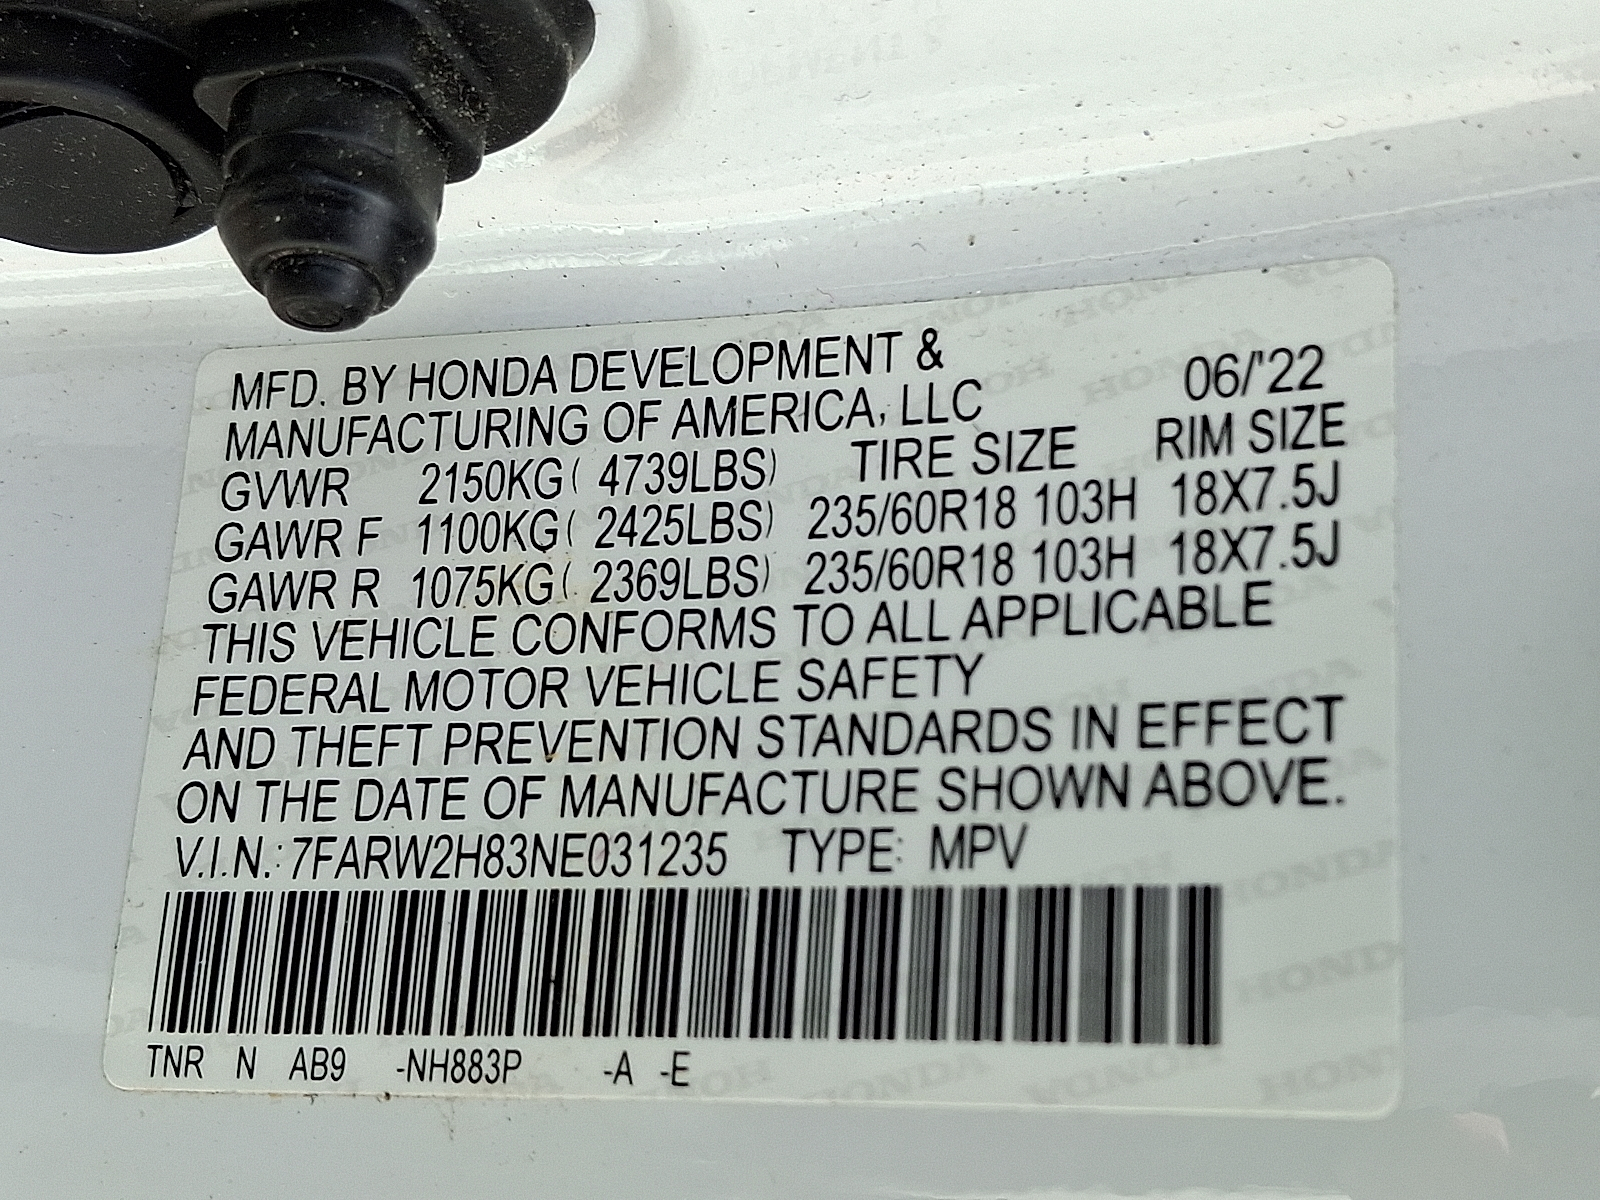 MFD. BY HONDA DEVELOPMENT &
MANUFACTURING OF AMERICA, LLC 06/'22
GVWR 2150KG( 4739LBS) TIRE SIZE RIM SIZE
GAWR F 1100KG( 2425LBS) 235/60R18 103H 18X7.5J
GAWR R 1075KG( 2369LBS) 235/60R18 103H 18X7.5J
THIS VEHICLE CONFORMS TO ALL APPLICABLE
FEDERAL MOTOR VEHICLE SAFETY
AND THEFT PREVENTION STANDARDS IN EFFECT
ON THE DATE OF MANUFACTURE SHOWN ABOVE.
V.I.N.: 7FARW2H83NE031235 TYPE: MPV
TNR N AB9 -NH883P -A -E